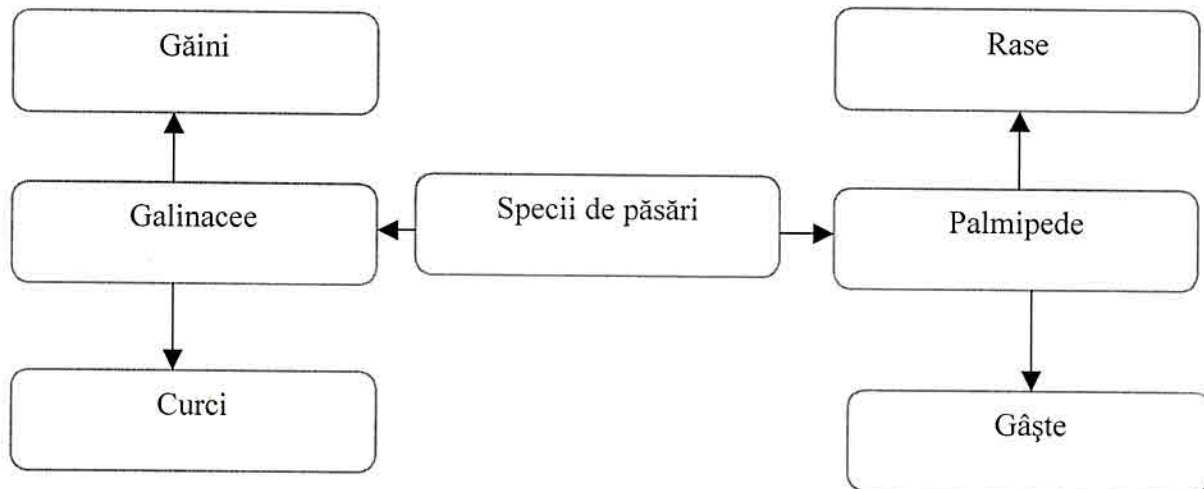 Găini
Rase
Galinacee
Specii de păsări
Palmipede
Curci
Gâşte